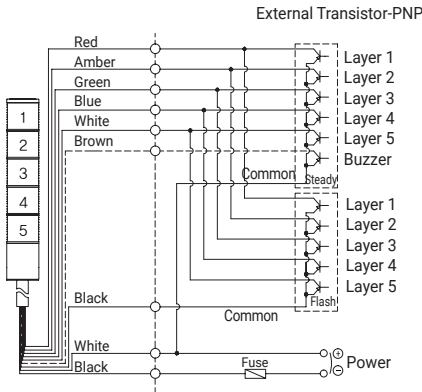 External Transistor-PNP
Red
Amber
Green
Blue
White
Brown
Layer 1
Layer 2
Layer 3
Layer 4
Layer 5
Buzzer
Common
Steady
1
2
3
4
5
Layer 1
Layer 2
Layer 3
Layer 4
Layer 5
Flash
Black
Common
White
Black
Fuse
+
−
Power